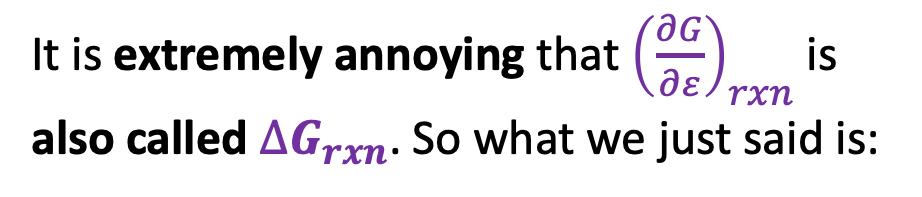 It is extremely annoying that (∂G/∂ε)rxn is
also called ΔGrxn. So what we just said is: